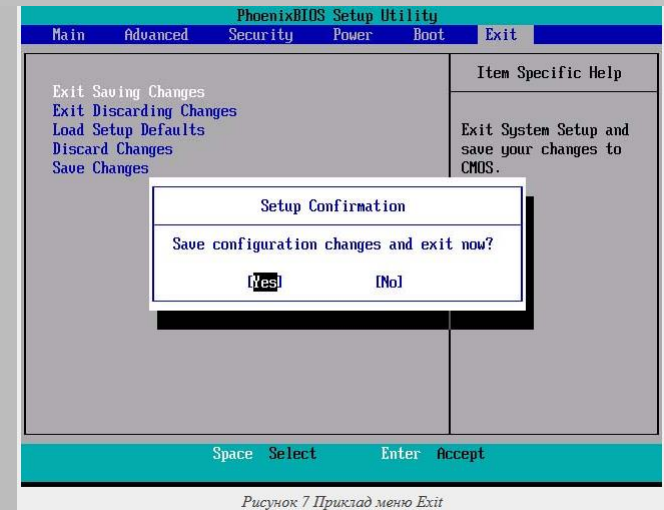 PhoenixBIOS Setup Utility
Main Advanced Security Power Boot Exit
Exit Saving Changes
Exit Discarding Changes
Load Setup Defaults
Discard Changes
Save Changes
Item Specific Help
Exit System Setup and
save your changes to
CMOS.
Setup Confirmation
Save configuration changes and exit now?
[Yes] [No]
Space Select Enter Accept
Рисунок 7 Приклад меню Exit